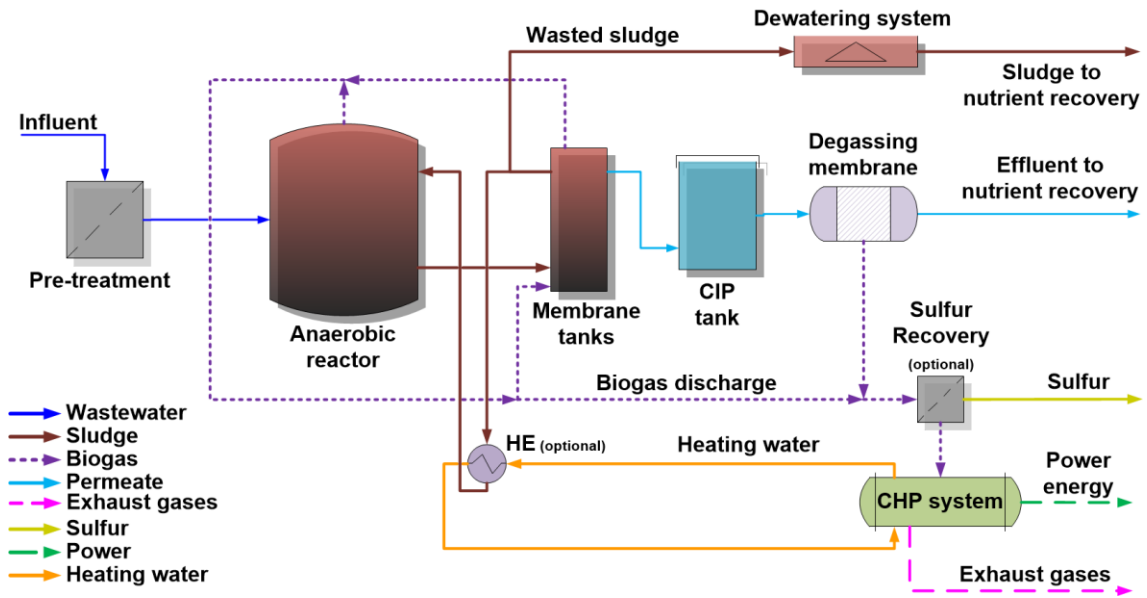 Dewatering system
Wasted sludge
Sludge to
nutrient recovery
Influent
Degassing
membrane
Effluent to
nutrient recovery
Pre-treatment
Anaerobic
reactor
Membrane
tanks
CIP
tank
Sulfur
Recovery
(optional)
Biogas discharge
Sulfur
Wastewater
Sludge
Biogas
Permeate
Exhaust gases
Sulfur
Power
Heating water
HE (optional)
Heating water
Power
energy
CHP system
Exhaust gases